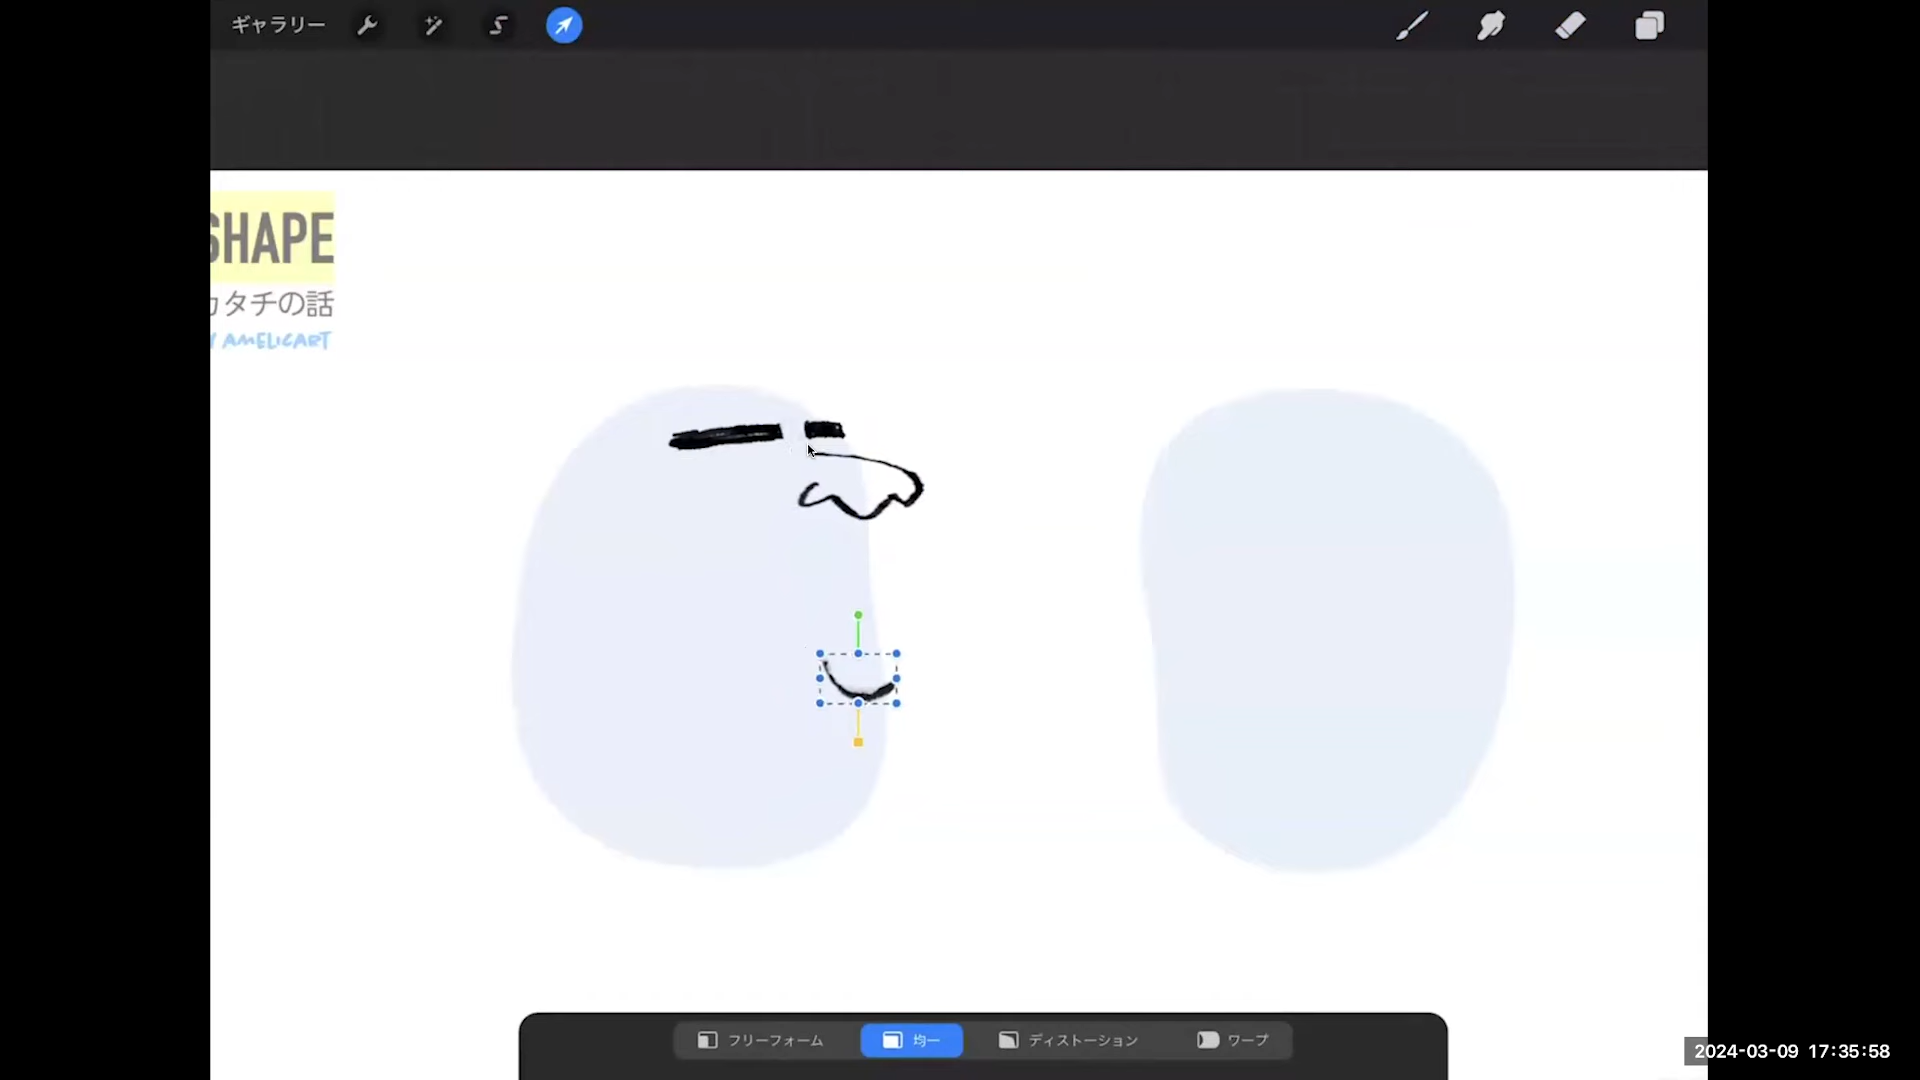 ギャラリー
SHAPE
カタチの話
Y AMELICART
フリーフォーム
均一
ディストーション
ワープ
2024-03-09 17:35:58